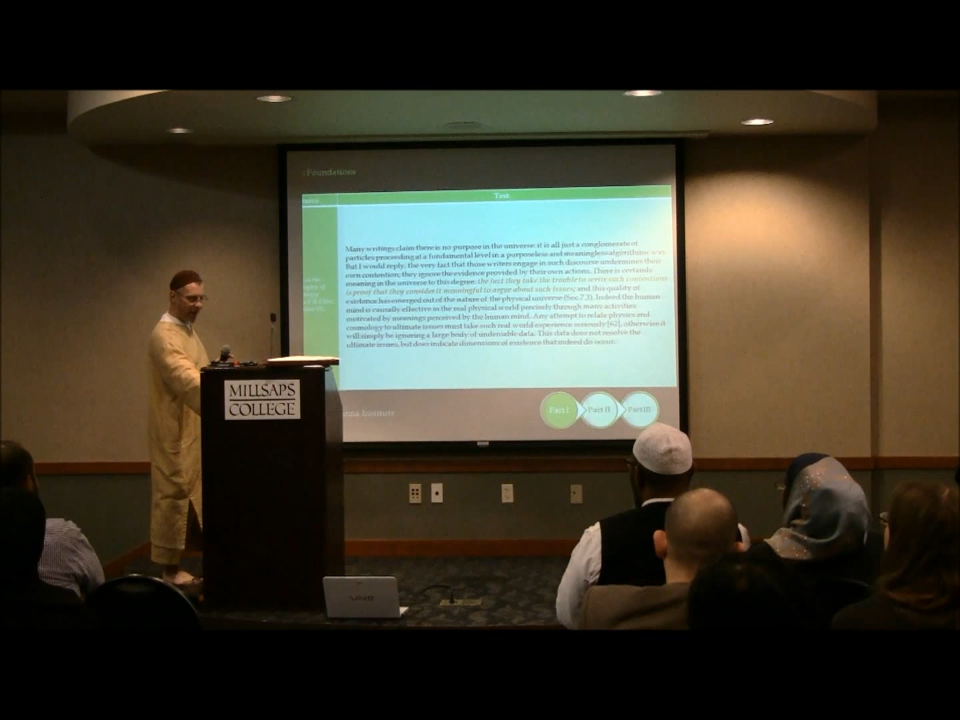 Foundations
Text
Many writings claim there is no purpose in the universe: it is all just a conglomerate of
particles proceeding at a fundamental level in a purposeless and meaningless algorithmic way.
But I would reply, the very fact that those writers engage in such discourse undermines their
own contention; they ignore the evidence provided by their own actions. There is certainly
meaning in the universe to this degree: the fact they take the trouble to write such contentions
is proof that they consider it meaningful to argue about such issues; and this quality of
existence has emerged out of the nature of the physical universe (Sec.7.3). Indeed the human
mind is causally effective in the real physical world precisely through many activities
motivated by meanings perceived by the human mind. Any attempt to relate physics and
cosmology to ultimate issues must take such real world experience seriously[62], otherwise it
will simply be ignoring a large body of undeniable data. This data does not resolve the
ultimate issues, but does indicate dimensions of existence that indeed do occur.
Part I
Part II
Part III
MILLSAPS
COLLEGE